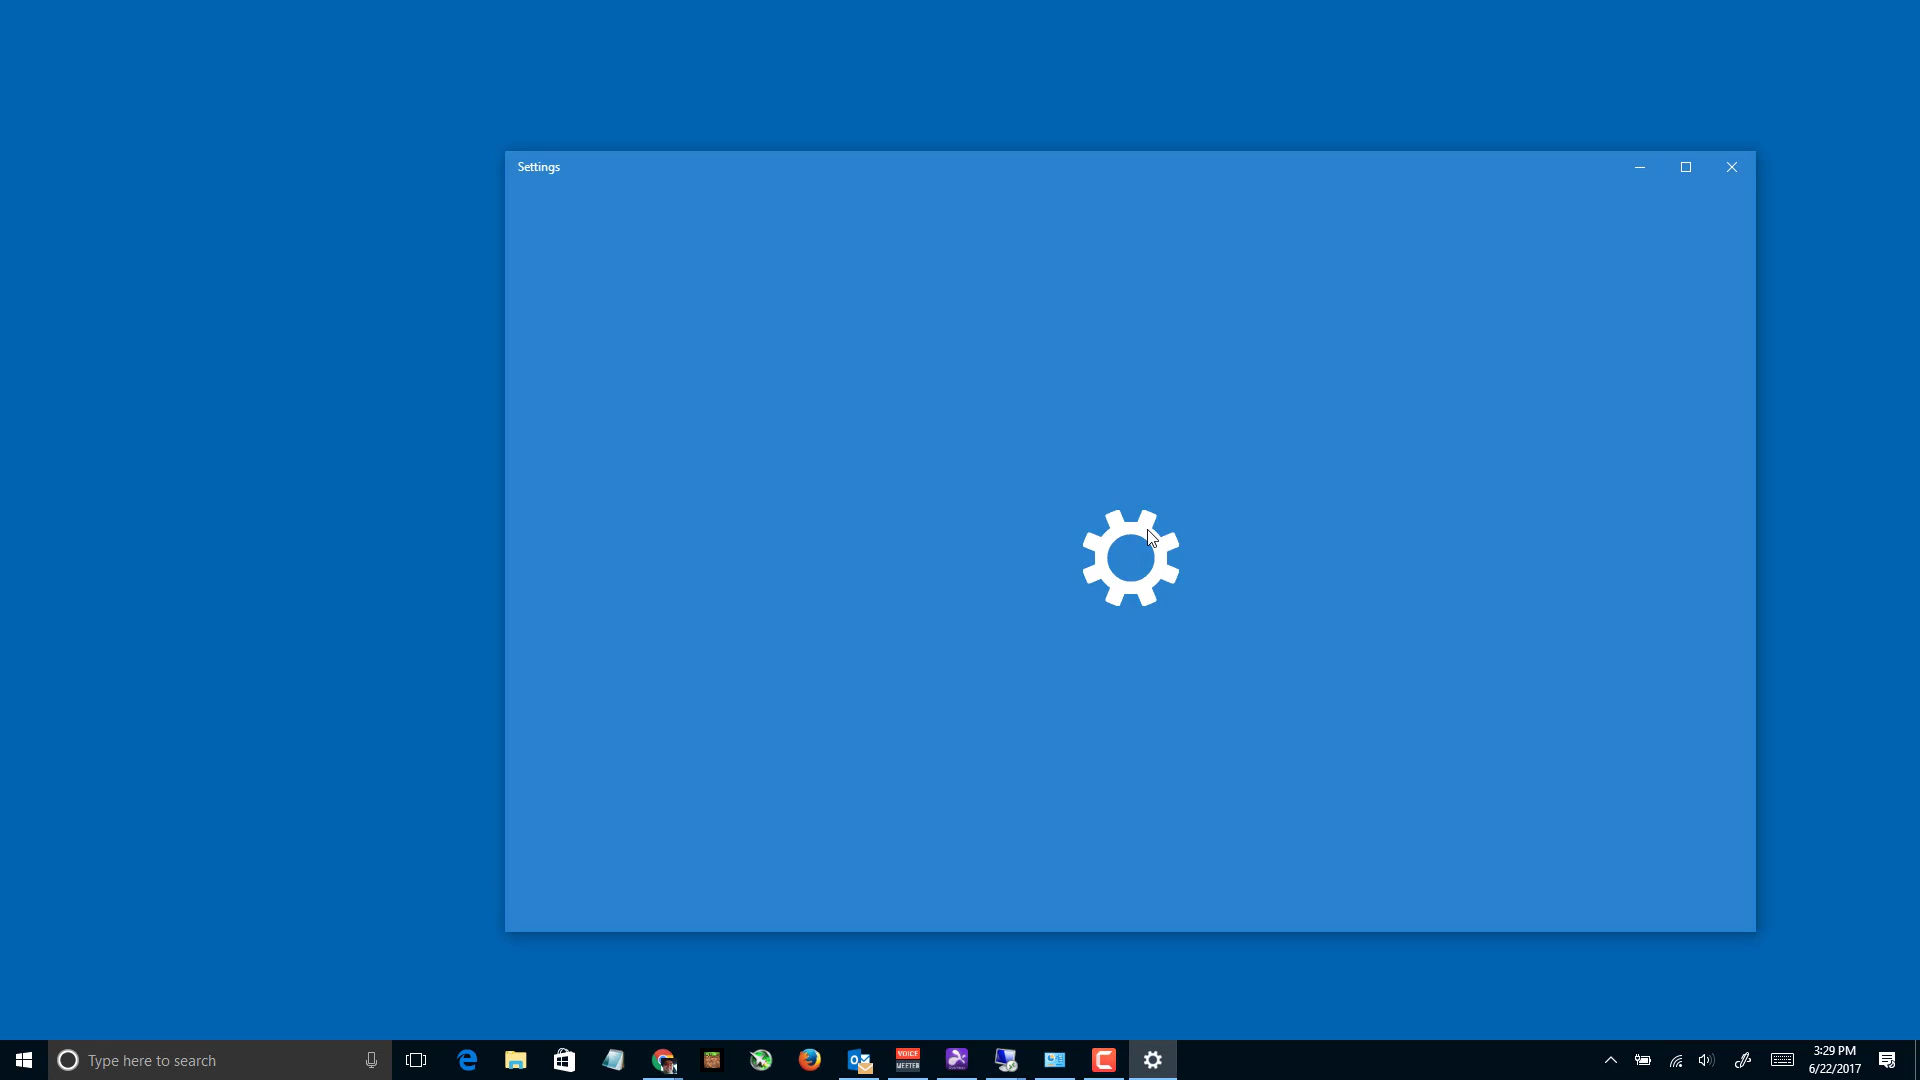 Settings
Type here to search
VOICE
MEETER
3:29 PM
6/22/2017